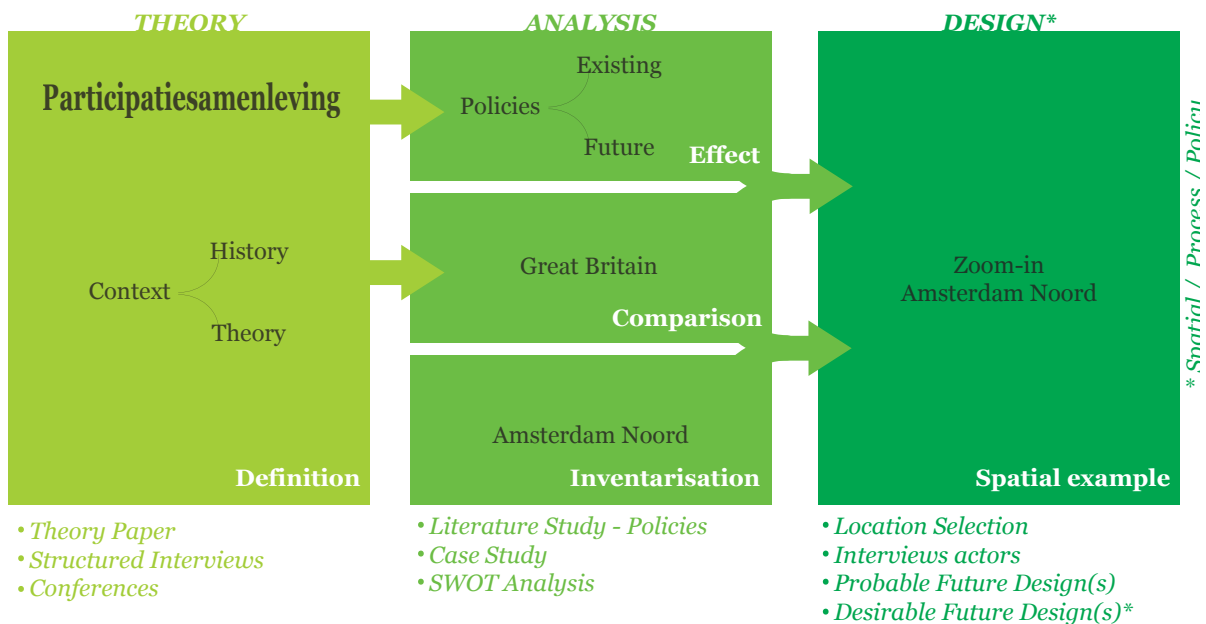 THEORY
Participatiesamenleving
History
Context
Theory
Definition
• Theory Paper
• Structured Interviews
• Conferences
ANALYSIS
Existing
Policies
Future
Effect
Great Britain
Comparison
Amsterdam Noord
Inventarisation
• Literature Study - Policies
• Case Study
• SWOT Analysis
DESIGN*
Zoom-in
Amsterdam Noord
Spatial example
• Location Selection
• Interviews actors
• Probable Future Design(s)
• Desirable Future Design(s)*
* Spatial / Process / Policy